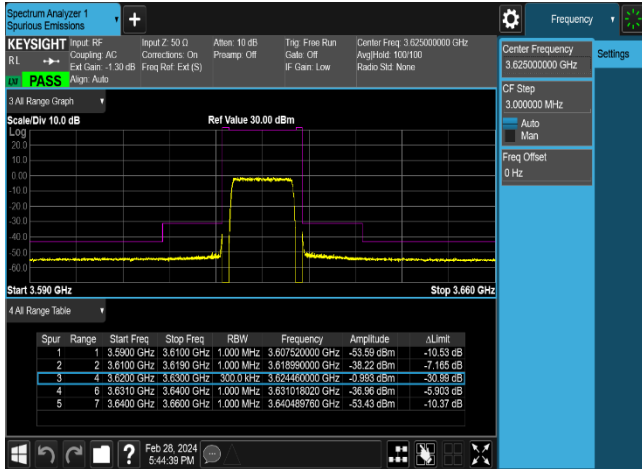 Spectrum Analyzer 1
Spurious Emissions
Frequency
KEYSIGHT
RL
PASS
Input: RF
Coupling: AC
Ext Gain: -1.30 dB
Align: Auto
Input Z: 50 Ω
Corrections: On
Freq Ref: Ext (S)
Atten: 10 dB
Preamp: Off
Trig: Free Run
Gate: Off
IF Gain: Low
Center Freq: 3.625000000 GHz
Avg|Hold: 100/100
Radio Std: None
Center Frequency
3.625000000 GHz
Settings
CF Step
3.000000 MHz
Auto
Man
Freq Offset
0 Hz
3 All Range Graph
Scale/Div 10.0 dB
Ref Value 30.00 dBm
Log
20.0
10.0
0.00
-10.0
-20.0
-30.0
-40.0
-50.0
-60.0
Start 3.590 GHz
Stop 3.660 GHz
4 All Range Table
Spur Range Start Freq Stop Freq RBW Frequency Amplitude ΔLimit
1 1 3.5900 GHz 3.6100 GHz 1.000 MHz 3.607520000 GHz -53.59 dBm -10.53 dB
2 2 3.6100 GHz 3.6190 GHz 1.000 MHz 3.618990000 GHz -38.22 dBm -7.165 dB
3 4 3.6200 GHz 3.6300 GHz 300.0 kHz 3.624460000 GHz -0.993 dBm -30.99 dB
4 6 3.6310 GHz 3.6400 GHz 1.000 MHz 3.631018020 GHz -36.96 dBm -5.903 dB
5 7 3.6400 GHz 3.6600 GHz 1.000 MHz 3.640489760 GHz -53.43 dBm -10.37 dB
Feb 28, 2024
5:44:39 PM